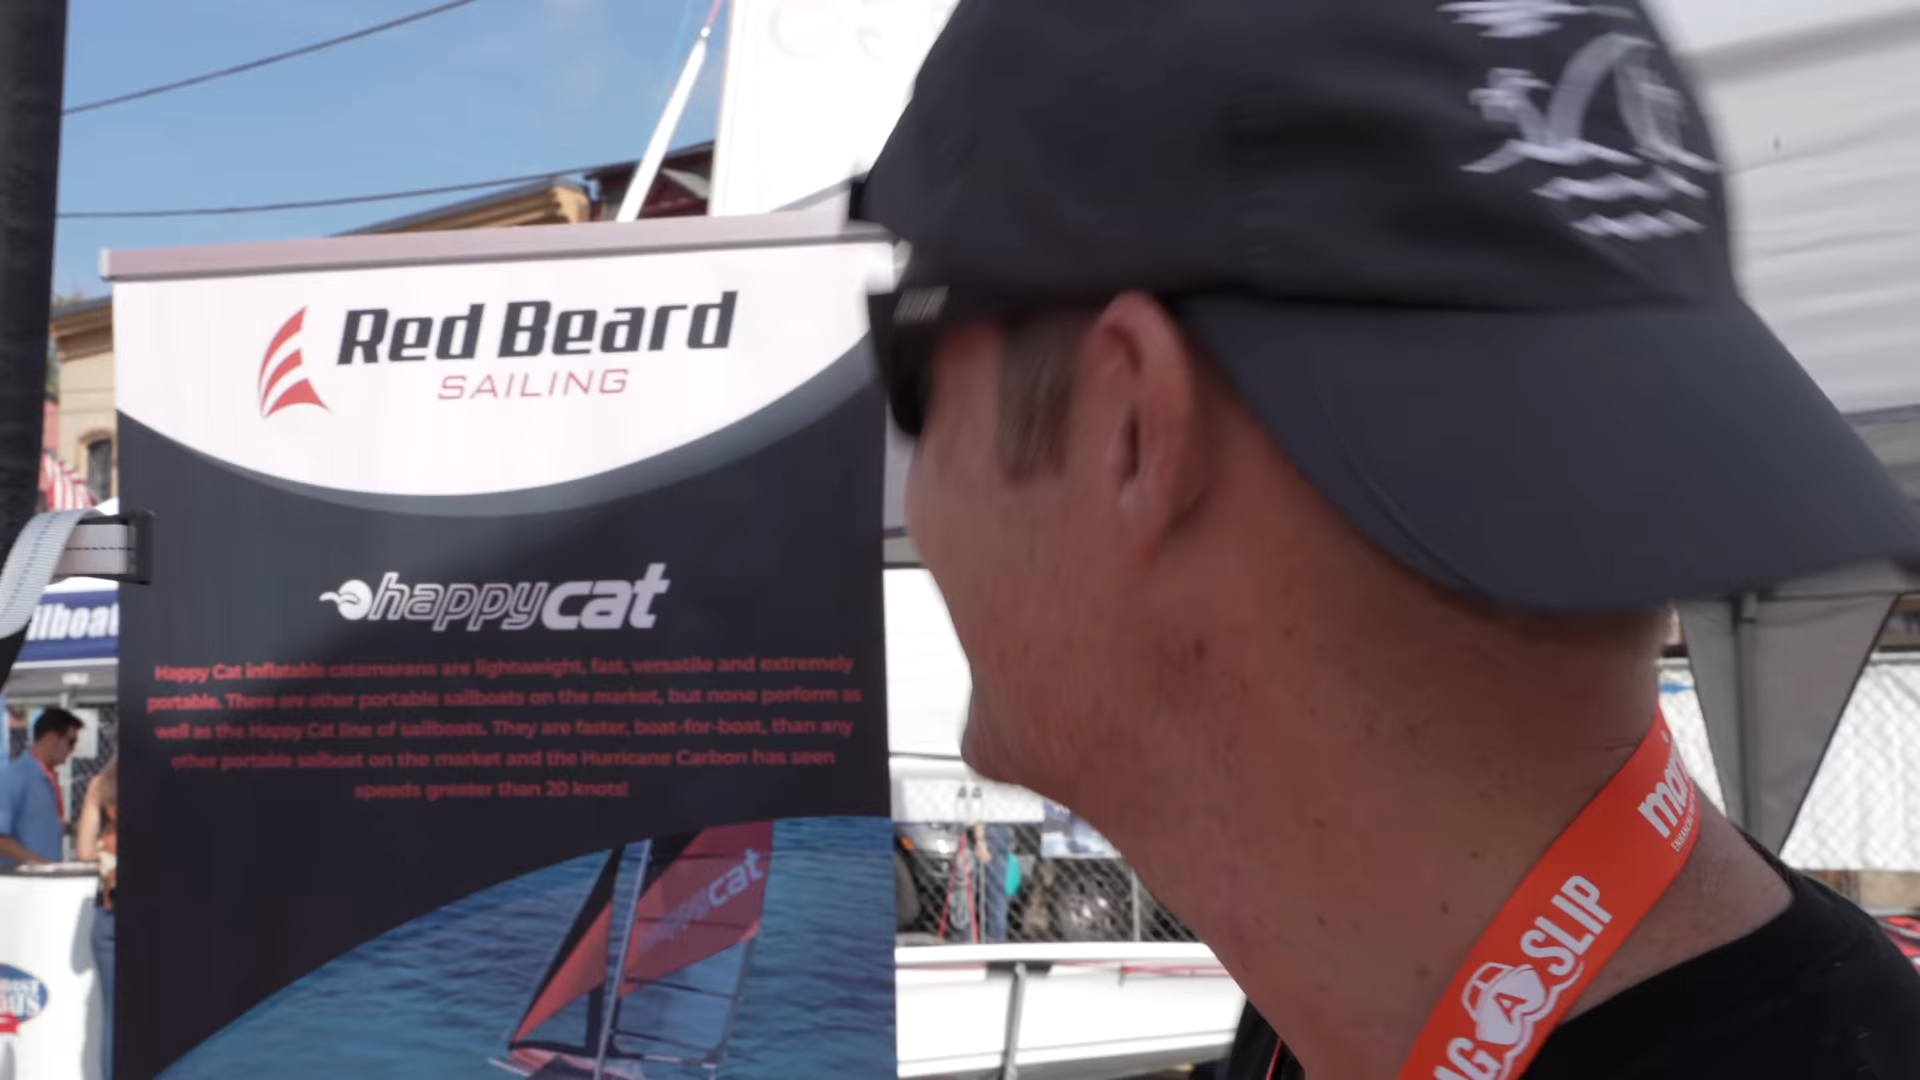 Red Beard
SAILING
happycat
Happy Cat inflatable catamarans are lightweight, fast, versatile and extremely
portable. There are other portable sailboats on the market, but none perform as
well as the Happy Cat line of sailboats. They are faster, boat-for-boat, than any
other portable sailboat on the market and the Hurricane Carbon has seen
speeds greater than 20 knots!
happycat
ilboat
A SLIP